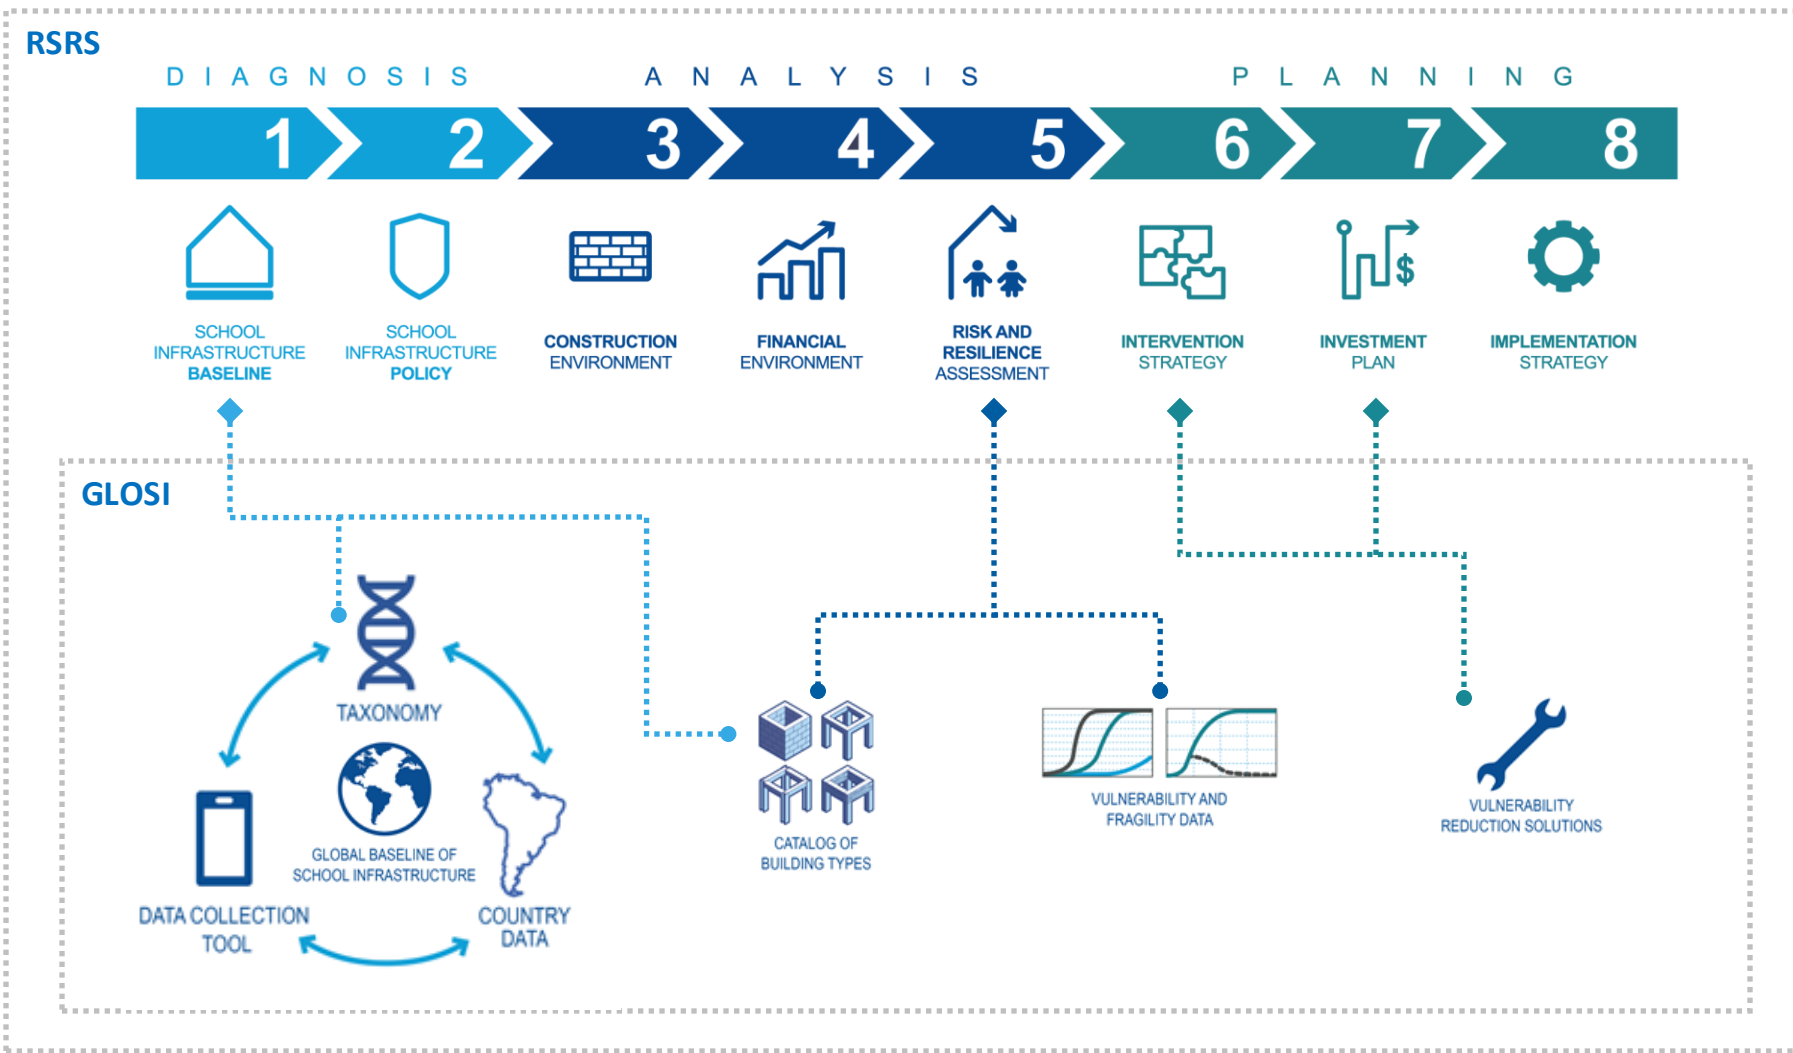 RSRS
DIAGNOSIS
ANALYSIS
PLANNING
1 2 3 4 5 6 7 8
SCHOOL
INFRASTRUCTURE
BASELINE
SCHOOL
INFRASTRUCTURE
POLICY
CONSTRUCTION
ENVIRONMENT
FINANCIAL
ENVIRONMENT
RISK AND
RESILIENCE
ASSESSMENT
INTERVENTION
STRATEGY
INVESTMENT
PLAN
$
IMPLEMENTATION
STRATEGY
GLOSI
TAXONOMY
GLOBAL BASELINE OF
SCHOOL INFRASTRUCTURE
DATA COLLECTION
TOOL
COUNTRY
DATA
CATALOG OF
BUILDING TYPES
VULNERABILITY AND
FRAGILITY DATA
VULNERABILITY
REDUCTION SOLUTIONS